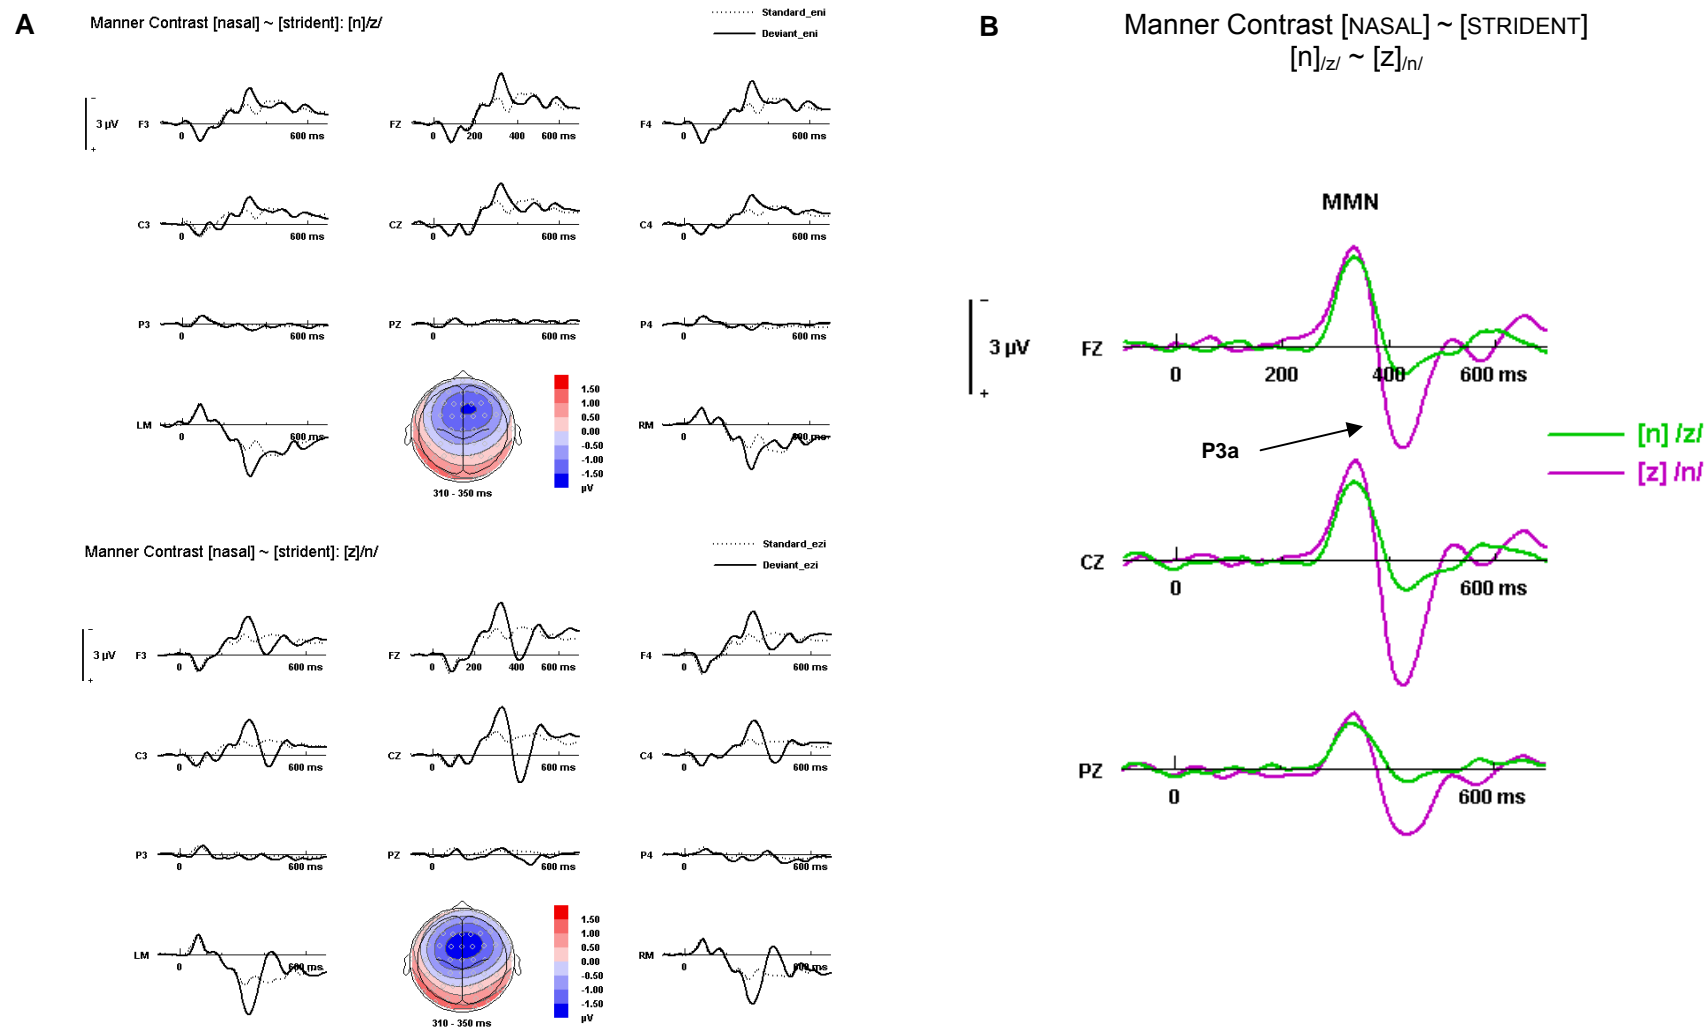 A
Manner Contrast [nasal] ~ [strident]: [n]/z/
Standard_eni
Deviant_eni
−
3 µV
+
F3
0
600 ms
FZ
0
200
400
600 ms
F4
0
600 ms
C3
0
600 ms
CZ
0
600 ms
C4
0
600 ms
P3
0
600 ms
PZ
0
600 ms
P4
0
600 ms
LM
0
600 ms
310 - 350 ms
1.50
1.00
0.50
0.00
-0.50
-1.00
-1.50
µV
RM
0
600 ms
Manner Contrast [nasal] ~ [strident]: [z]/n/
Standard_ezi
Deviant_ezi
−
3 µV
+
F3
0
600 ms
FZ
0
200
400
600 ms
F4
0
600 ms
C3
0
600 ms
CZ
0
600 ms
C4
0
600 ms
P3
0
600 ms
PZ
0
600 ms
P4
0
600 ms
LM
0
600 ms
310 - 350 ms
1.50
1.00
0.50
0.00
-0.50
-1.00
-1.50
µV
RM
0
600 ms
B
Manner Contrast [NASAL] ~ [STRIDENT]
[n]/z/ ~ [z]/n/
MMN
−
3 µV
+
FZ
0
200
400
600 ms
P3a
[n] /z/
[z] /n/
CZ
0
600 ms
PZ
0
600 ms